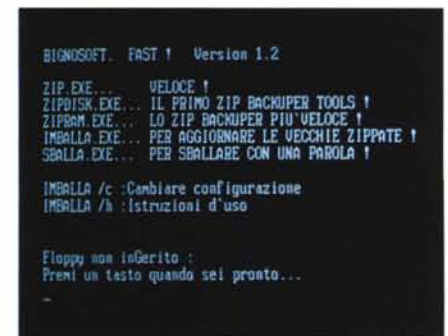 BIGNOSOFT. FAST ! Version 1.2
ZIP.EXE... VELOCE !
ZIPDISK.EXE... IL PRIMO ZIP BACKUPER TOOLS !
ZIPRAM.EXE... LO ZIP BACKUPER PIU'VELOCE !
IMBALLA.EXE... PER AGGIORNARE LE VECCHIE ZIPPATE !
SBALLA.EXE... PER SBALLARE CON UNA PAROLA !
IMBALLA /c :Cambiare configurazione
IMBALLA /h :Istruzioni d'uso
Floppy non inGerito :
Premi un tasto quando sei pronto...